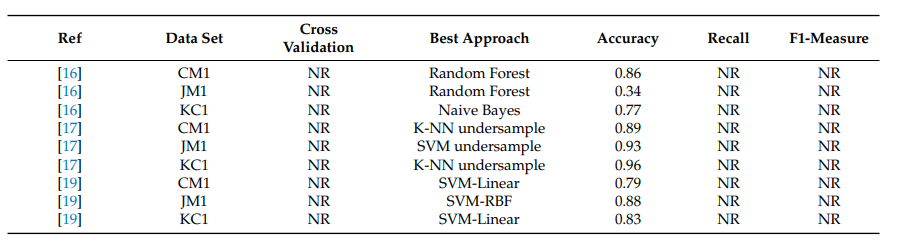 Ref Data Set Cross Validation Best Approach Accuracy Recall F1-Measure
[16] CM1 NR Random Forest 0.86 NR NR
[16] JM1 NR Random Forest 0.34 NR NR
[16] KC1 NR Naive Bayes 0.77 NR NR
[17] CM1 NR K-NN undersample 0.89 NR NR
[17] JM1 NR SVM undersample 0.93 NR NR
[17] KC1 NR K-NN undersample 0.96 NR NR
[19] CM1 NR SVM-Linear 0.79 NR NR
[19] JM1 NR SVM-RBF 0.88 NR NR
[19] KC1 NR SVM-Linear 0.83 NR NR